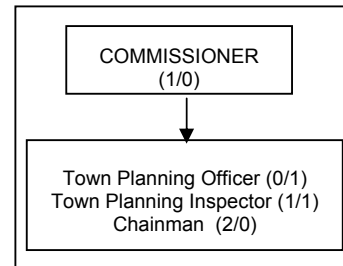 COMMISSIONER
(1/0)
Town Planning Officer (0/1)
Town Planning Inspector (1/1)
Chainman (2/0)